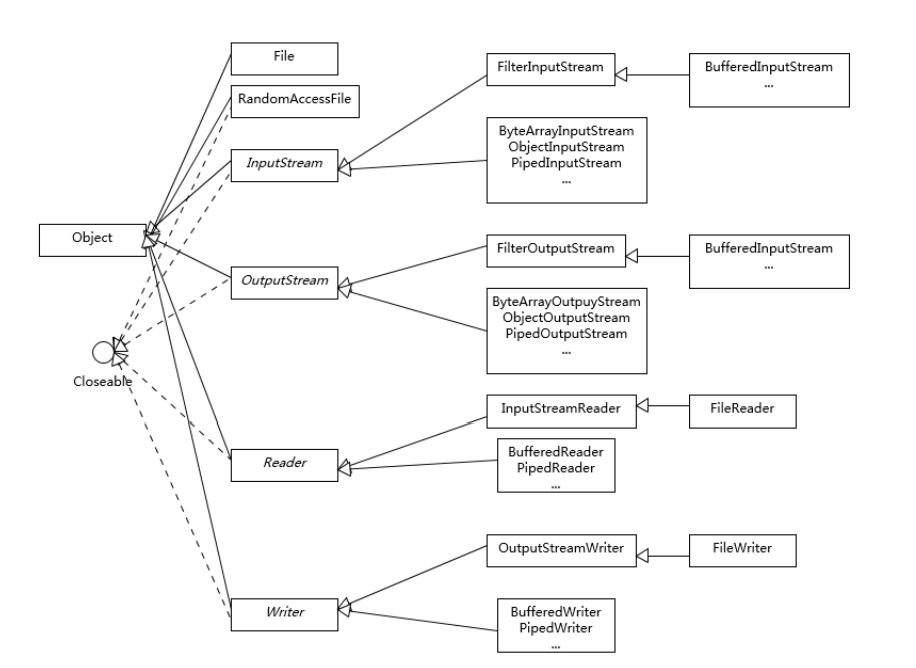 File
RandomAccessFile
InputStream
FilterInputStream
BufferedInputStream
...
ByteArrayInputStream
ObjectInputStream
PipedInputStream
...
Object
OutputStream
FilterOutputStream
BufferedInputStream
...
ByteArrayOutpuyStream
ObjectOutputStream
PipedOutputStream
...
Closeable
Reader
InputStreamReader
FileReader
BufferedReader
PipedReader
...
Writer
OutputStreamWriter
FileWriter
BufferedWriter
PipedWriter
...